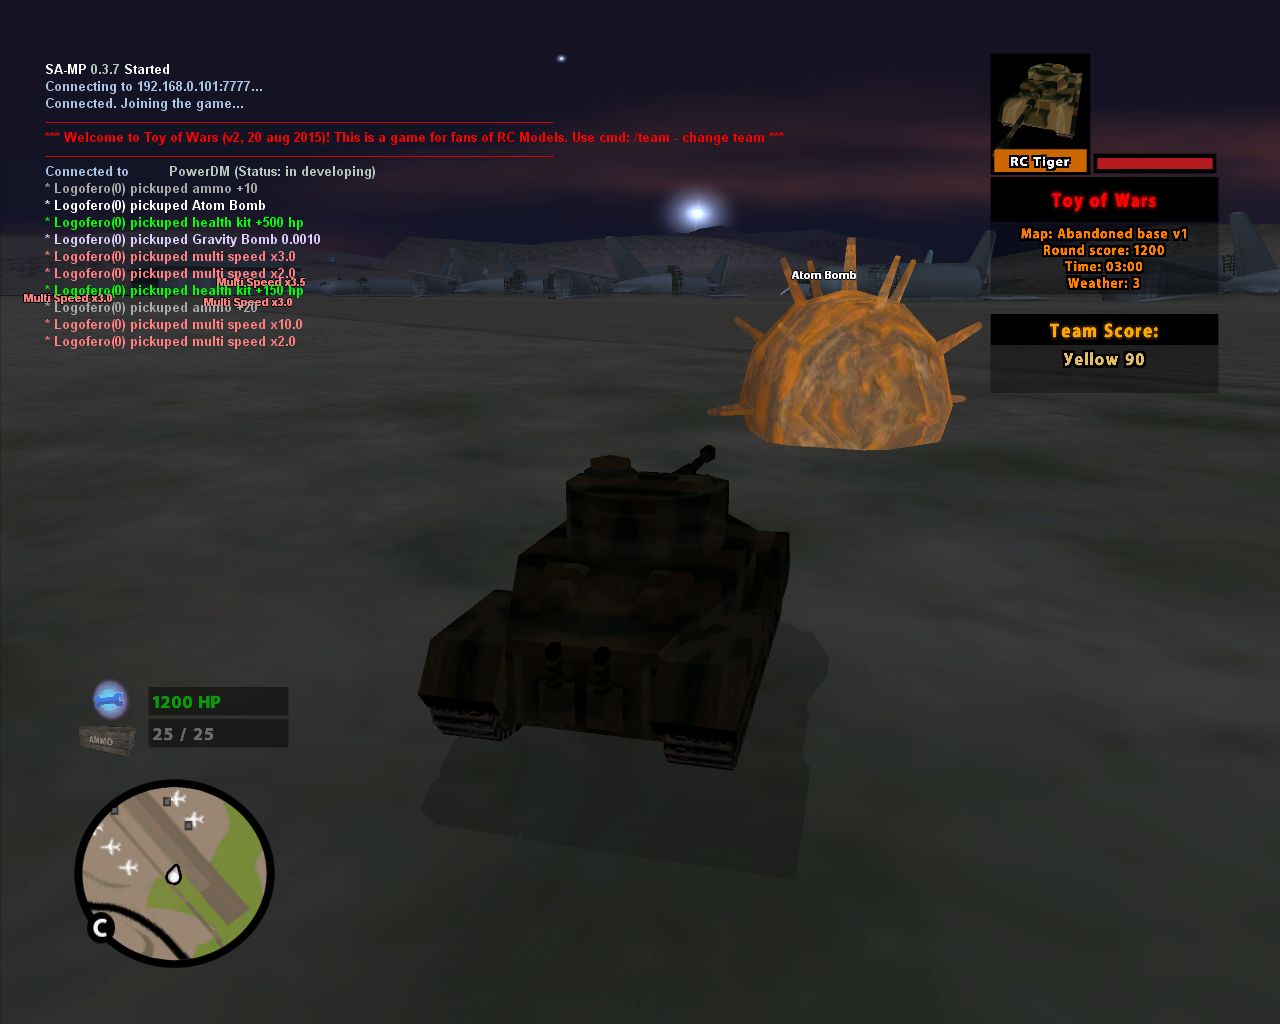 SA-MP 0.3.7 Started
Connecting to 192.168.0.101:7777...
Connected. Joining the game...
*** Welcome to Toy of Wars (v2, 20 aug 2015)! This is a game for fans of RC Models. Use cmd: /team - change team ***
Connected to PowerDM (Status: in developing)
* Logofero(0) pickuped ammo +10
* Logofero(0) pickuped Atom Bomb
* Logofero(0) pickuped health kit +500 hp
* Logofero(0) pickuped Gravity Bomb 0.0010
* Logofero(0) pickuped multi speed x3.0
* Logofero(0) pickuped multi speed x2.0
Multi Speed x3.5
* Logofero(0) pickuped health kit +150 hp
Multi Speed x3.0
Multi Speed x3.0
* Logofero(0) pickuped ammo +20
* Logofero(0) pickuped multi speed x10.0
* Logofero(0) pickuped multi speed x2.0
Atom Bomb
RC Tiger
Toy of Wars
Map: Abandoned base v1
Round score: 1200
Time: 03:00
Weather: 3
Team Score:
Yellow 90
1200 HP
AMMO
25 / 25
C